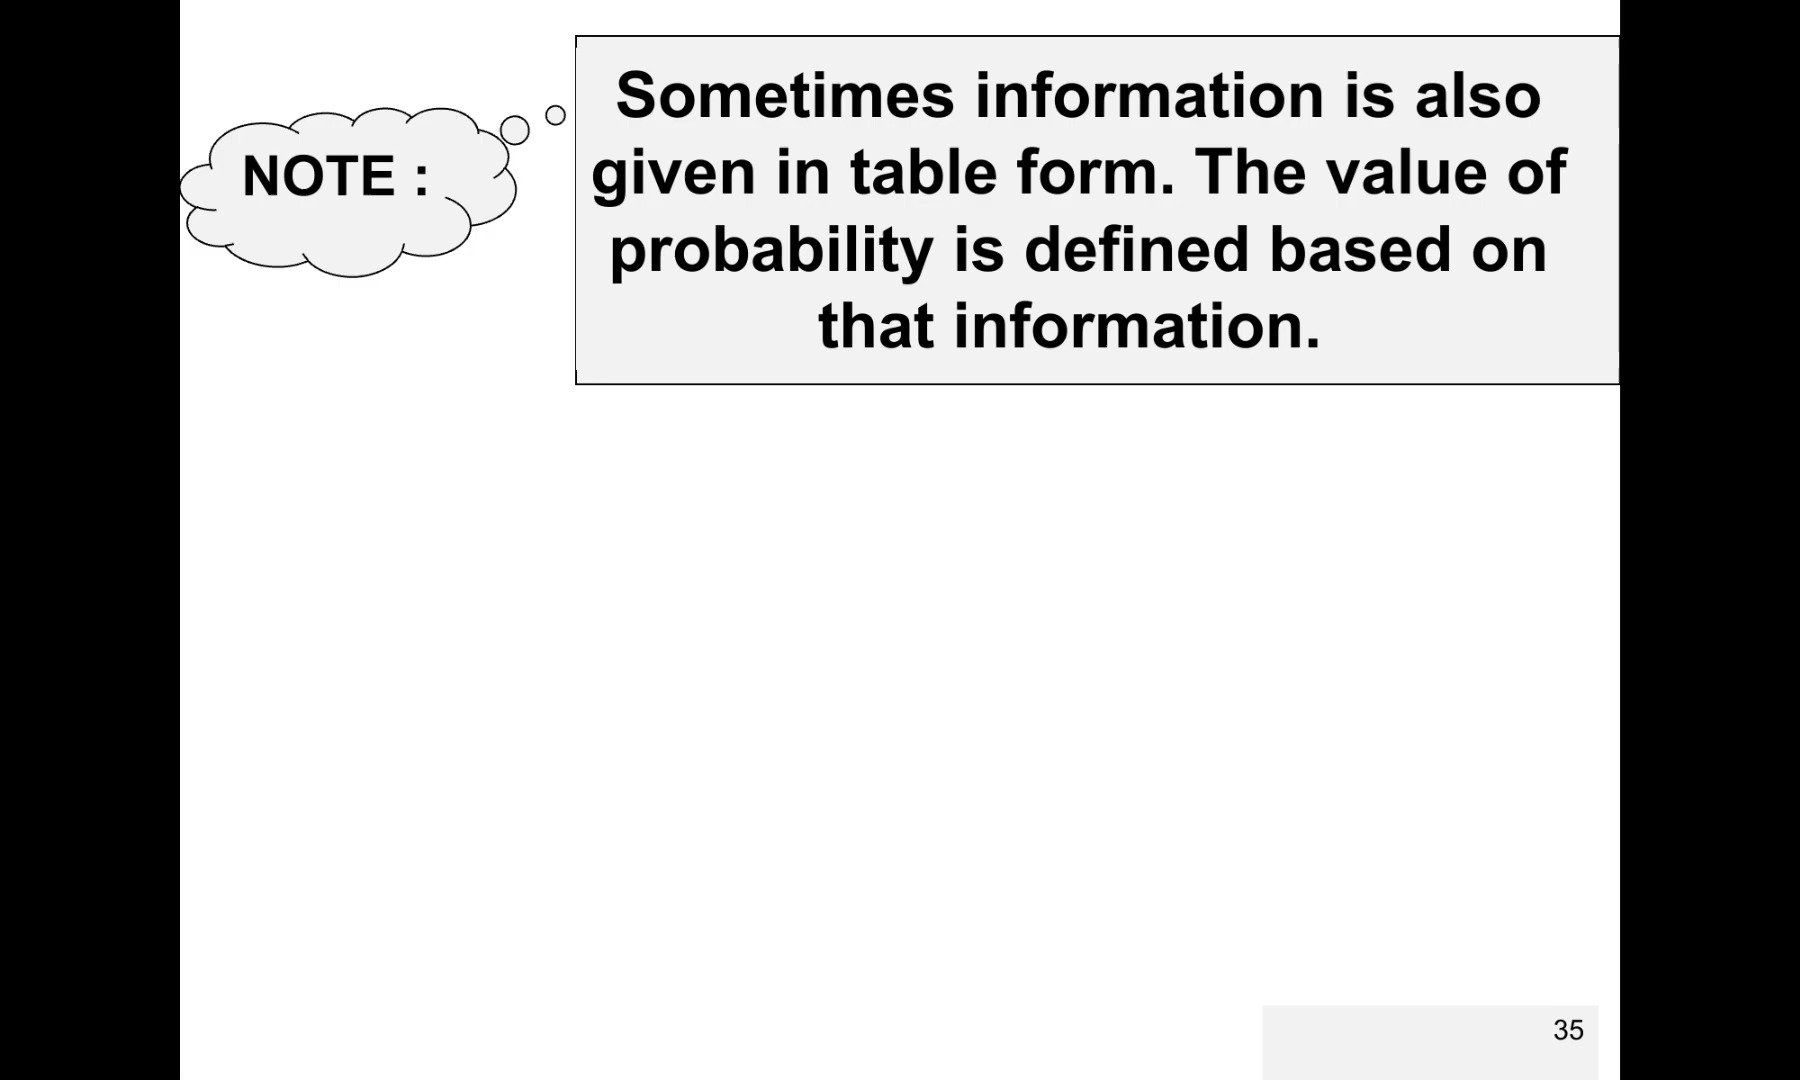 NOTE :
Sometimes information is also
given in table form. The value of
probability is defined based on
that information.
35